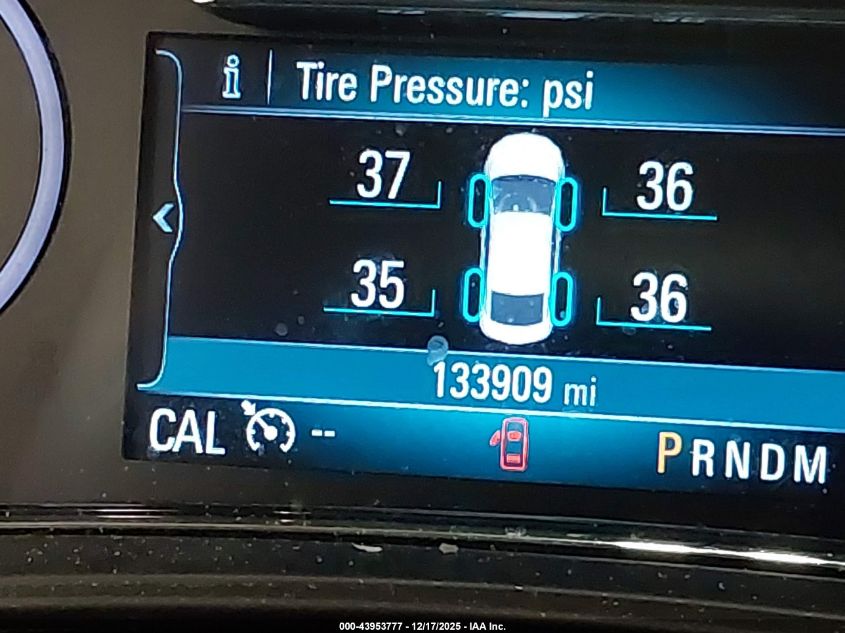 i Tire Pressure: psi
37 36
35 36
133909 mi
CAL -- PRNDM
000-43953777 - 12/17/2025 - IAA Inc.